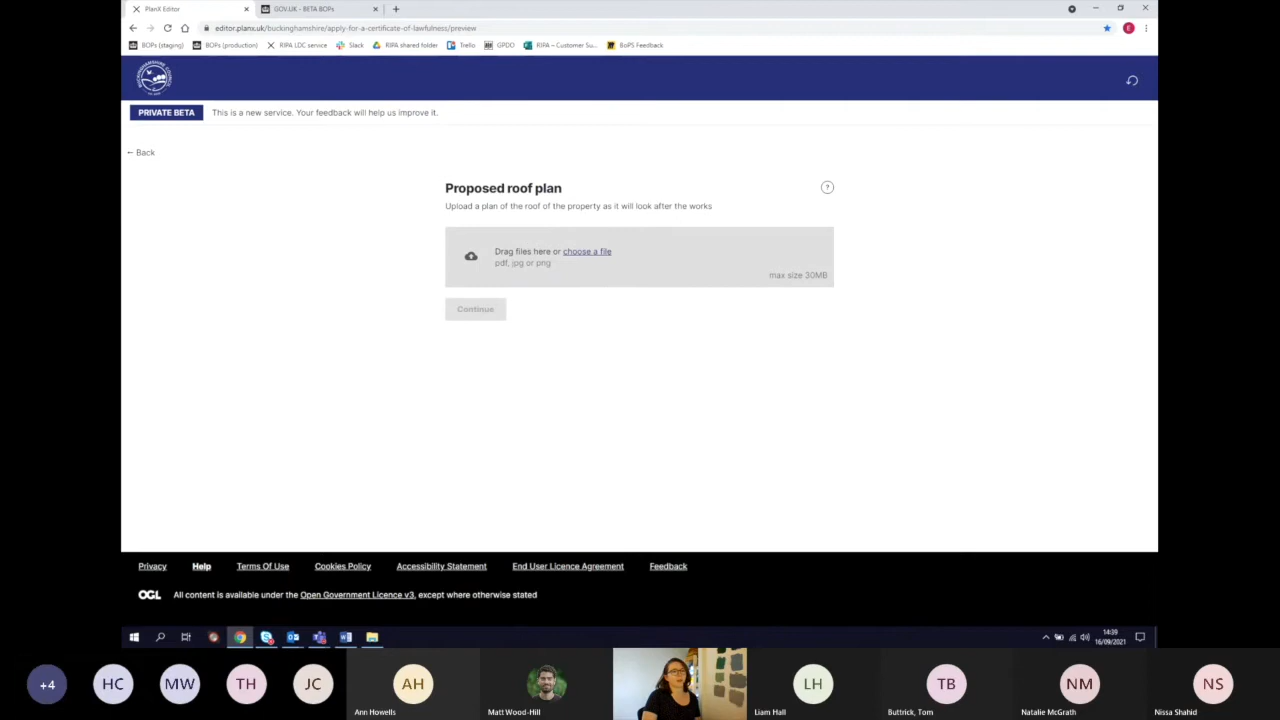 PlanX Editor
GOV.UK - BETA BOPs
editor.planx.uk/buckinghamshire/apply-for-a-certificate-of-lawfulness/preview
E
BOPs (staging)
BOPs (production)
RIPA LDC service
Slack
RIPA shared folder
Trello
GPDO
RIPA – Customer Su...
BoPS Feedback
PRIVATE BETA
This is a new service. Your feedback will help us improve it.
← Back
Proposed roof plan
?
Upload a plan of the roof of the property as it will look after the works
Drag files here or choose a file
pdf, jpg or png
max size 30MB
Continue
Privacy
Help
Terms Of Use
Cookies Policy
Accessibility Statement
End User Licence Agreement
Feedback
OGL
All content is available under the Open Government Licence v3, except where otherwise stated
14:39
16/09/2021
+4
HC
MW
TH
JC
AH
LH
TB
NM
NS
Ann Howells
Matt Wood-Hill
Liam Hall
Buttrick, Tom
Natalie McGrath
Nissa Shahid